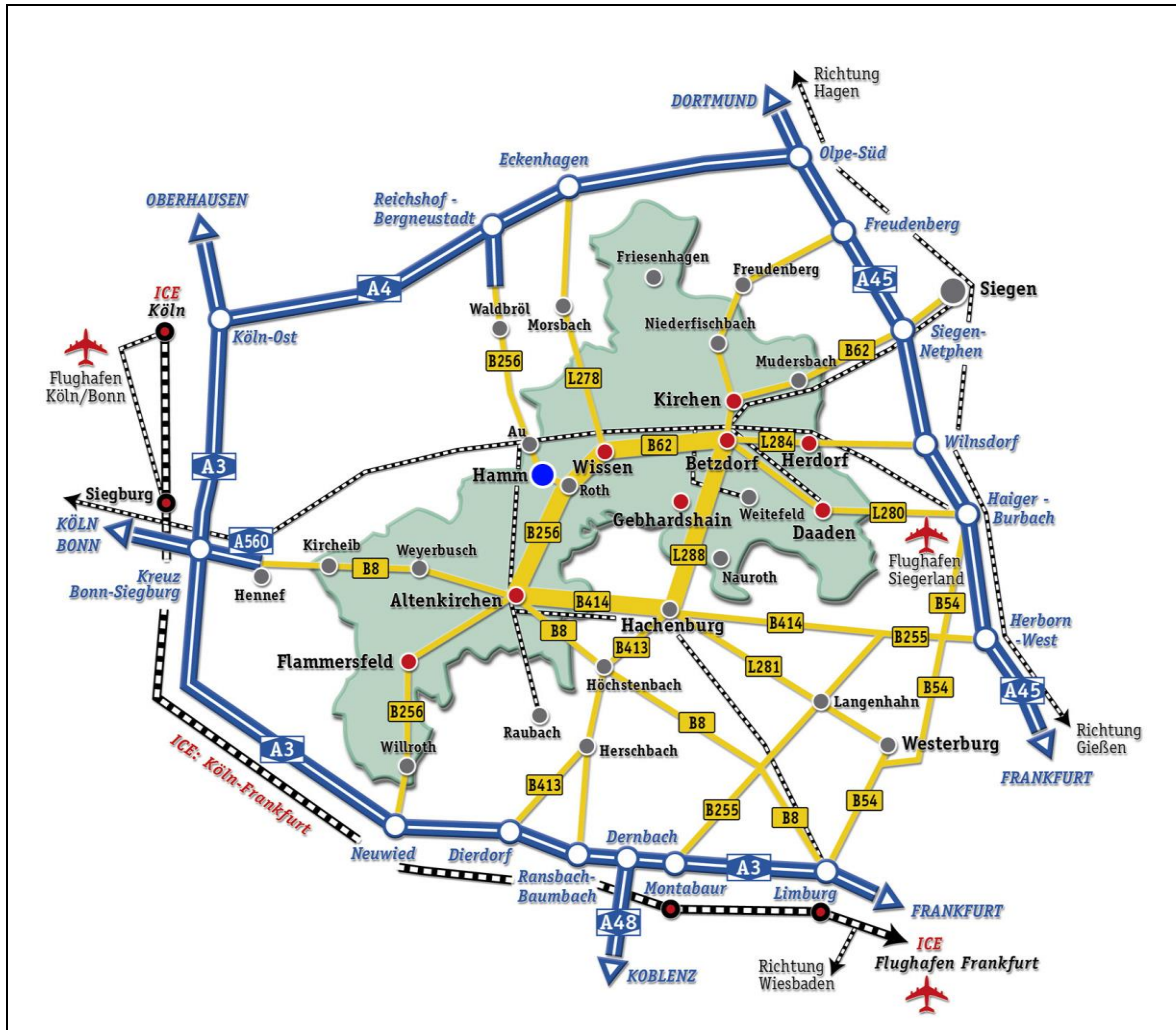 Richtung
Hagen
DORTMUND
Olpe-Süd
Eckenhagen
Reichshof -
Bergneustadt
OBERHAUSEN
Freudenberg
Friesenhagen
Freudenberg
A45
Siegen
A4
ICE
Köln
Köln-Ost
Waldbröl
Morsbach
Niederfischbach
Siegen-
Netphen
Flughafen
Köln/Bonn
B256
L278
Mudersbach
B62
Kirchen
Au
Wissen
B62
Betzdorf
L284
Herdorf
Wilnsdorf
A3
Hamm
Roth
Siegburg
Gebhardshain
Weitefeld
Daaden
L280
Haiger -
Burbach
KÖLN
BONN
A560
Kircheib
Weyerbusch
B256
L288
Nauroth
Flughafen
Siegerland
Kreuz
Bonn-Siegburg
Hennef
B8
Altenkirchen
B414
Hachenburg
B414
B54
B255
Herborn
-West
B8
B413
Flammersfeld
Höchstenbach
L281
B54
A45
Langenhahn
B256
Raubach
B8
Richtung
Gießen
Willroth
Herschbach
Westerburg
A3
FRANKFURT
ICE: Köln-Frankfurt
B413
B255
B8
B54
Neuwied
Dierdorf
Dernbach
Ransbach-
Baumbach
Montabaur
A3
Limburg
FRANKFURT
A48
KOBLENZ
Richtung
Wiesbaden
ICE
Flughafen Frankfurt